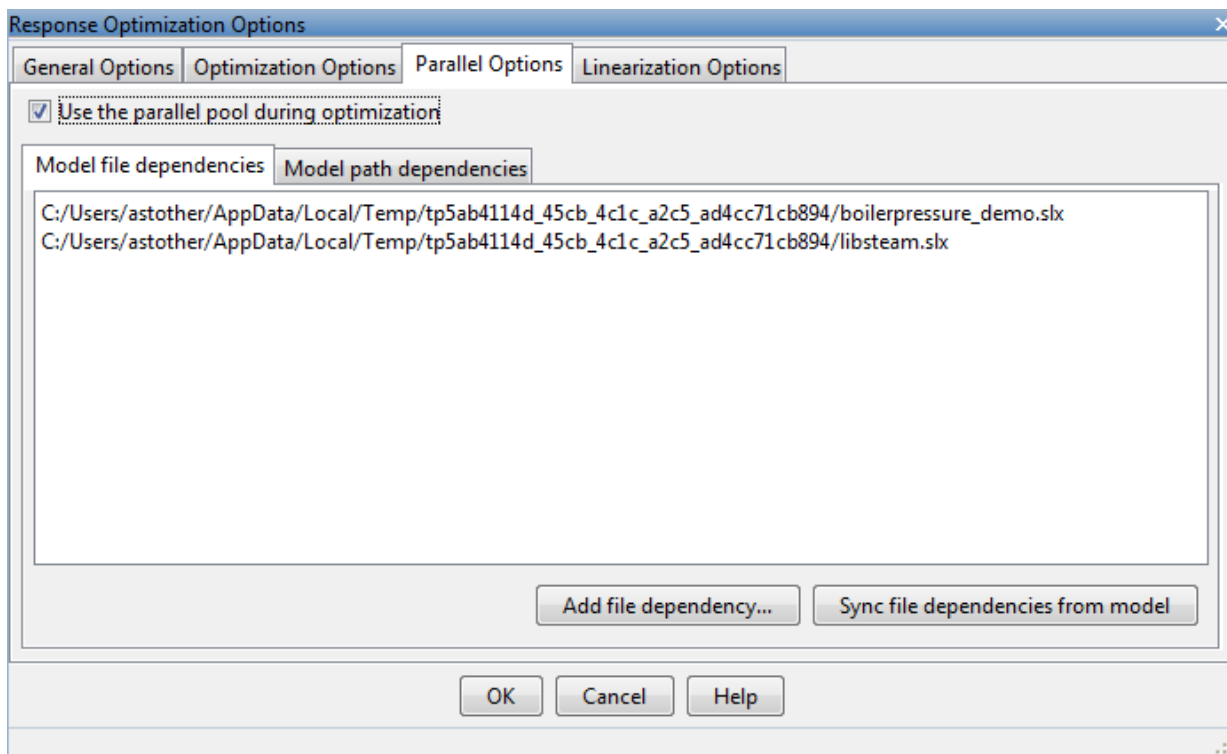 Response Optimization Options
General Options Optimization Options Parallel Options Linearization Options
Use the parallel pool during optimization
Model file dependencies Model path dependencies
C:/Users/astother/AppData/Local/Temp/tp5ab4114d_45cb_4c1c_a2c5_ad4cc71cb894/boilerpressure_demo.slx
C:/Users/astother/AppData/Local/Temp/tp5ab4114d_45cb_4c1c_a2c5_ad4cc71cb894/libsteam.slx
Add file dependency... Sync file dependencies from model
OK Cancel Help